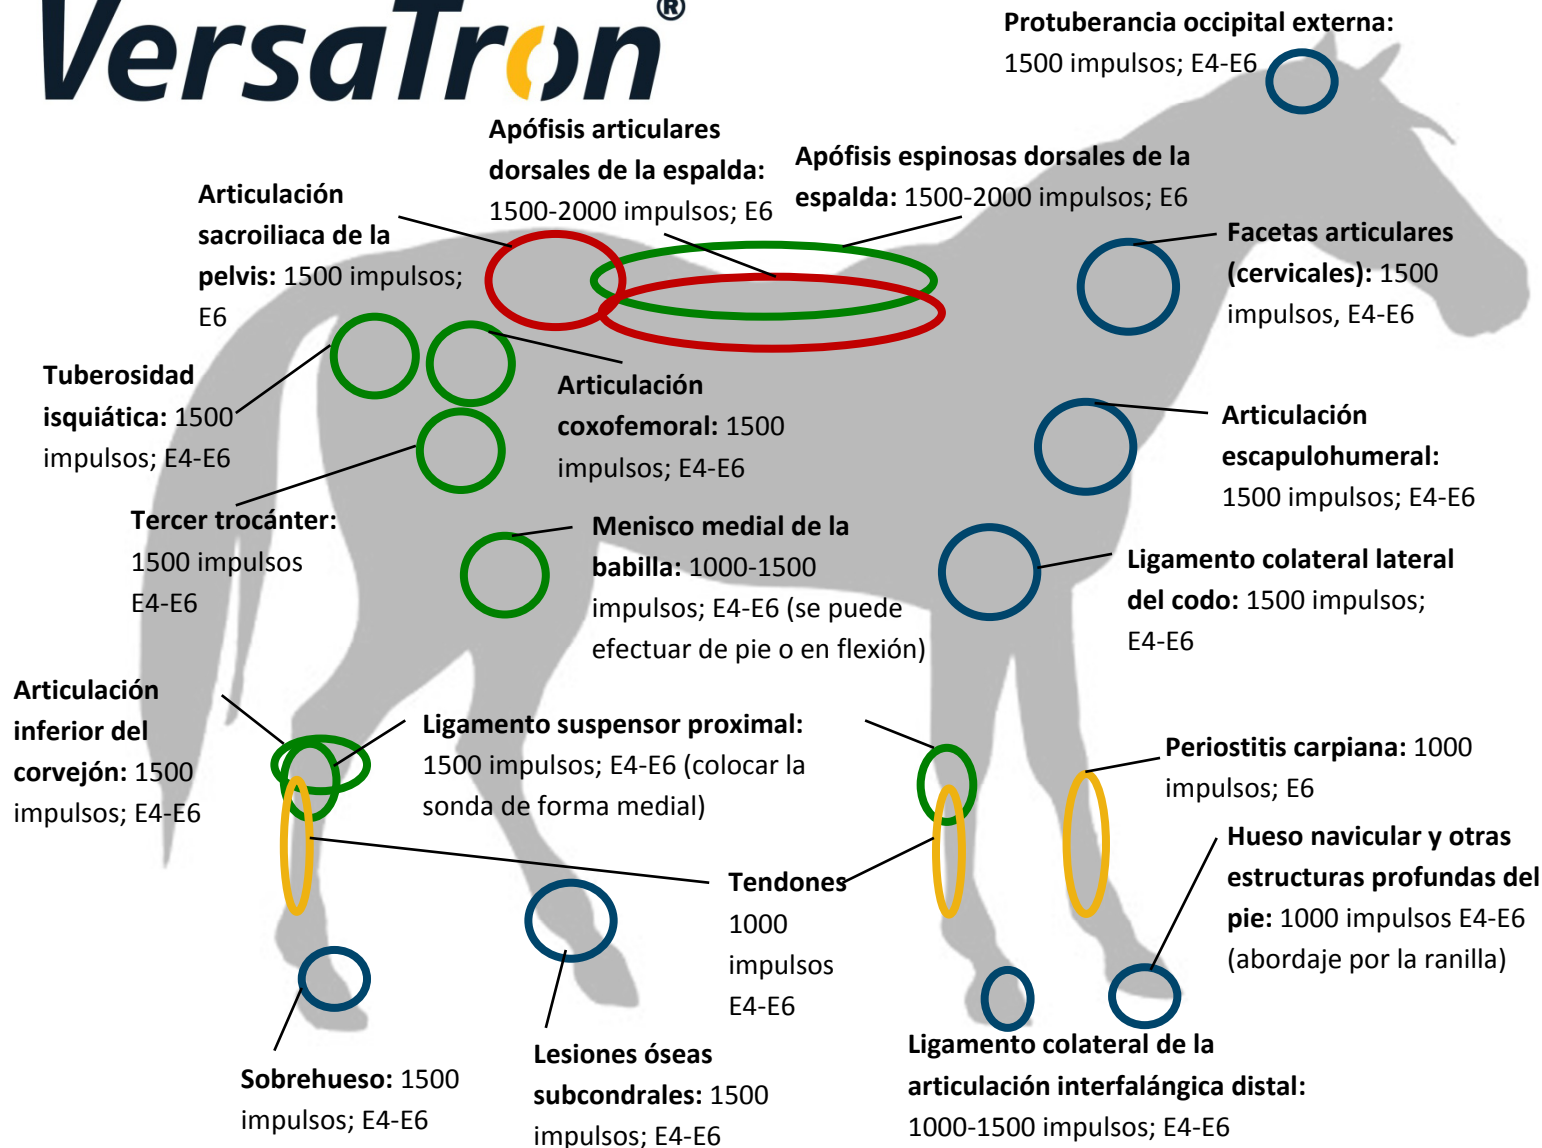 VersaTron®
Protuberancia occipital externa:
1500 impulsos; E4-E6
Apófisis articulares
dorsales de la espalda:
1500-2000 impulsos; E6
Apófisis espinosas dorsales de la
espalda: 1500-2000 impulsos; E6
Articulación
sacroiliaca de la
pelvis: 1500 impulsos;
E6
Facetas articulares
(cervicales): 1500
impulsos, E4-E6
Tuberosidad
isquiática: 1500
impulsos; E4-E6
Articulación
coxofemoral: 1500
impulsos; E4-E6
Articulación
escapulohumeral:
1500 impulsos; E4-E6
Tercer trocánter:
1500 impulsos
E4-E6
Menisco medial de la
babilla: 1000-1500
impulsos; E4-E6 (se puede
efectuar de pie o en flexión)
Ligamento colateral lateral
del codo: 1500 impulsos;
E4-E6
Articulación
inferior del
corvejón: 1500
impulsos; E4-E6
Ligamento suspensor proximal:
1500 impulsos; E4-E6 (colocar la
sonda de forma medial)
Periostitis carpiana: 1000
impulsos; E6
Tendones
1000
impulsos
E4-E6
Hueso navicular y otras
estructuras profundas del
pie: 1000 impulsos E4-E6
(abordaje por la ranilla)
Sobrehueso: 1500
impulsos; E4-E6
Lesiones óseas
subcondrales: 1500
impulsos; E4-E6
Ligamento colateral de la
articulación interfalángica distal:
1000-1500 impulsos; E4-E6